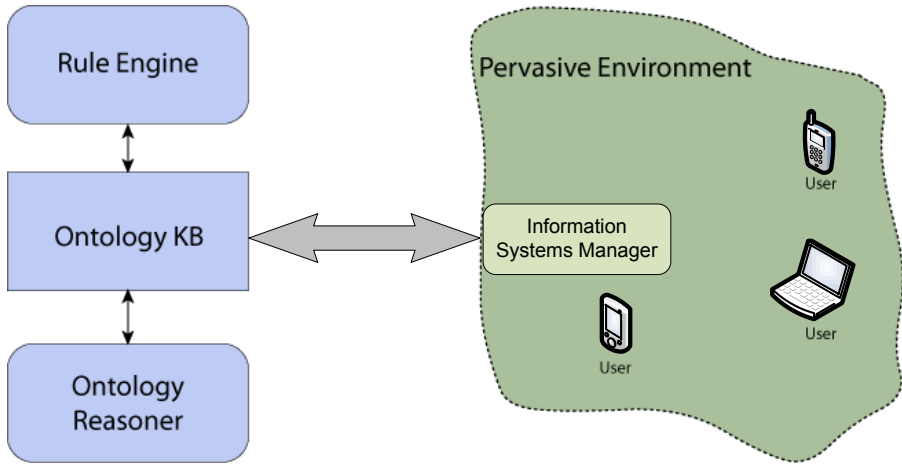 Rule Engine
Pervasive Environment
User
Ontology KB
Information
Systems Manager
User
User
Ontology
Reasoner